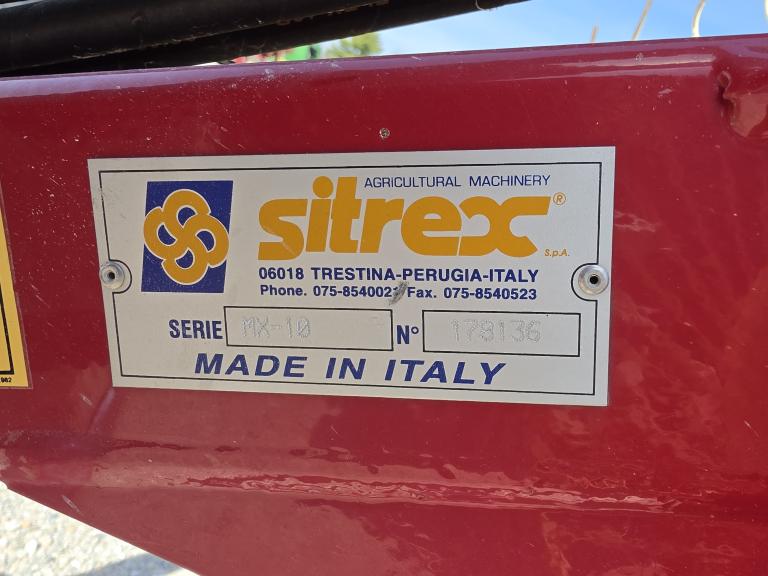 AGRICULTURAL MACHINERY
sitrex®
S.p.A.
06018 TRESTINA-PERUGIA-ITALY
Phone. 075-8540021 Fax. 075-8540523
SERIE MX-10 N° 178136
MADE IN ITALY